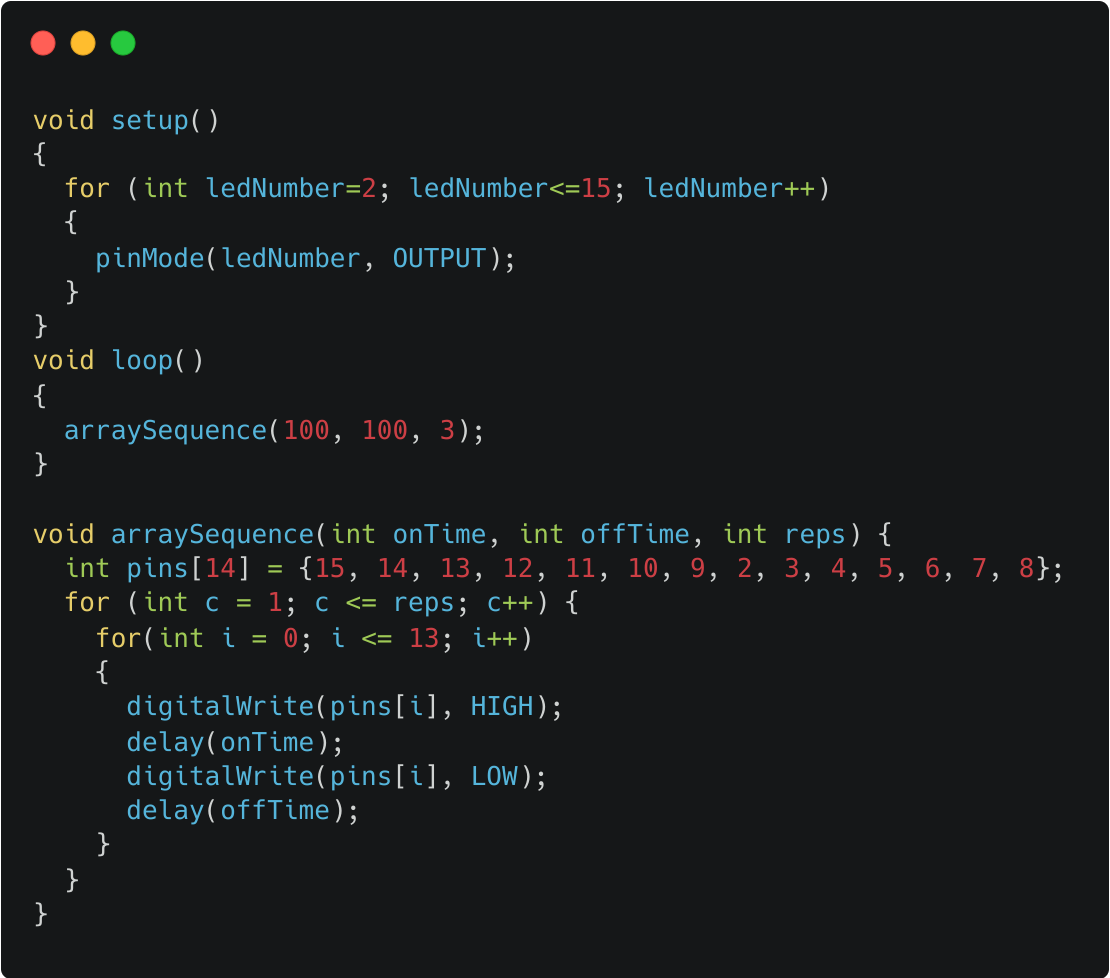 void setup()
{
  for (int ledNumber=2; ledNumber<=15; ledNumber++)
  {
    pinMode(ledNumber, OUTPUT);
  }
}
void loop()
{
  arraySequence(100, 100, 3);
}

void arraySequence(int onTime, int offTime, int reps) {
  int pins[14] = {15, 14, 13, 12, 11, 10, 9, 2, 3, 4, 5, 6, 7, 8};
  for (int c = 1; c <= reps; c++) {
    for(int i = 0; i <= 13; i++)
    {
      digitalWrite(pins[i], HIGH);
      delay(onTime);
      digitalWrite(pins[i], LOW);
      delay(offTime);
    }
  }
}